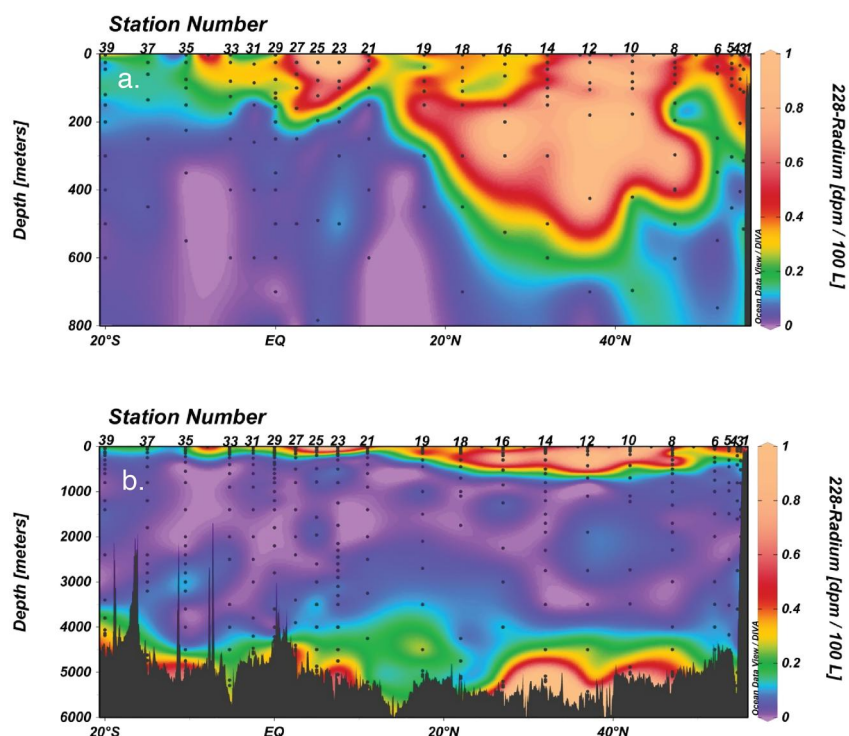 Station Number
39 37 35 33 31 29 27 25 23 21 19 18 16 14 12 10 8 6 5431
a.
0
200
400
600
800
Depth [meters]
20°S EQ 20°N 40°N
Ocean Data View / DIVA
1
0.8
0.6
0.4
0.2
0
228-Radium [dpm / 100 L]
Station Number
39 37 35 33 31 29 27 25 23 21 19 18 16 14 12 10 8 6 5431
b.
0
1000
2000
3000
4000
5000
6000
Depth [meters]
20°S EQ 20°N 40°N
Ocean Data View / DIVA
1
0.8
0.6
0.4
0.2
0
228-Radium [dpm / 100 L]